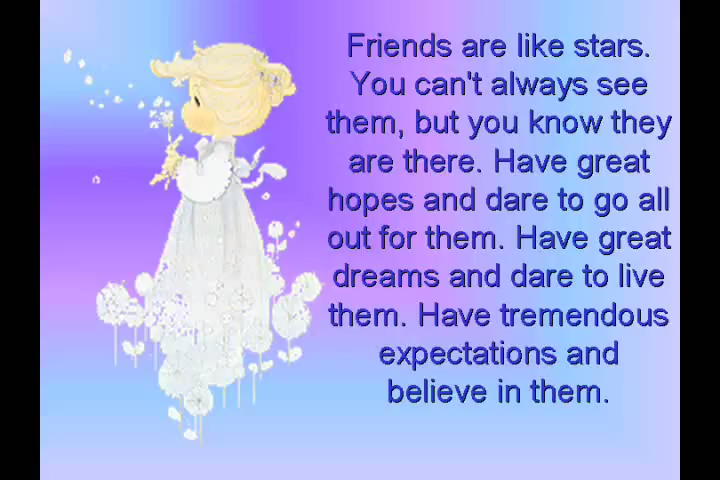 Friends are like stars.
You can't always see
them, but you know they
are there. Have great
hopes and dare to go all
out for them. Have great
dreams and dare to live
them. Have tremendous
expectations and
believe in them.